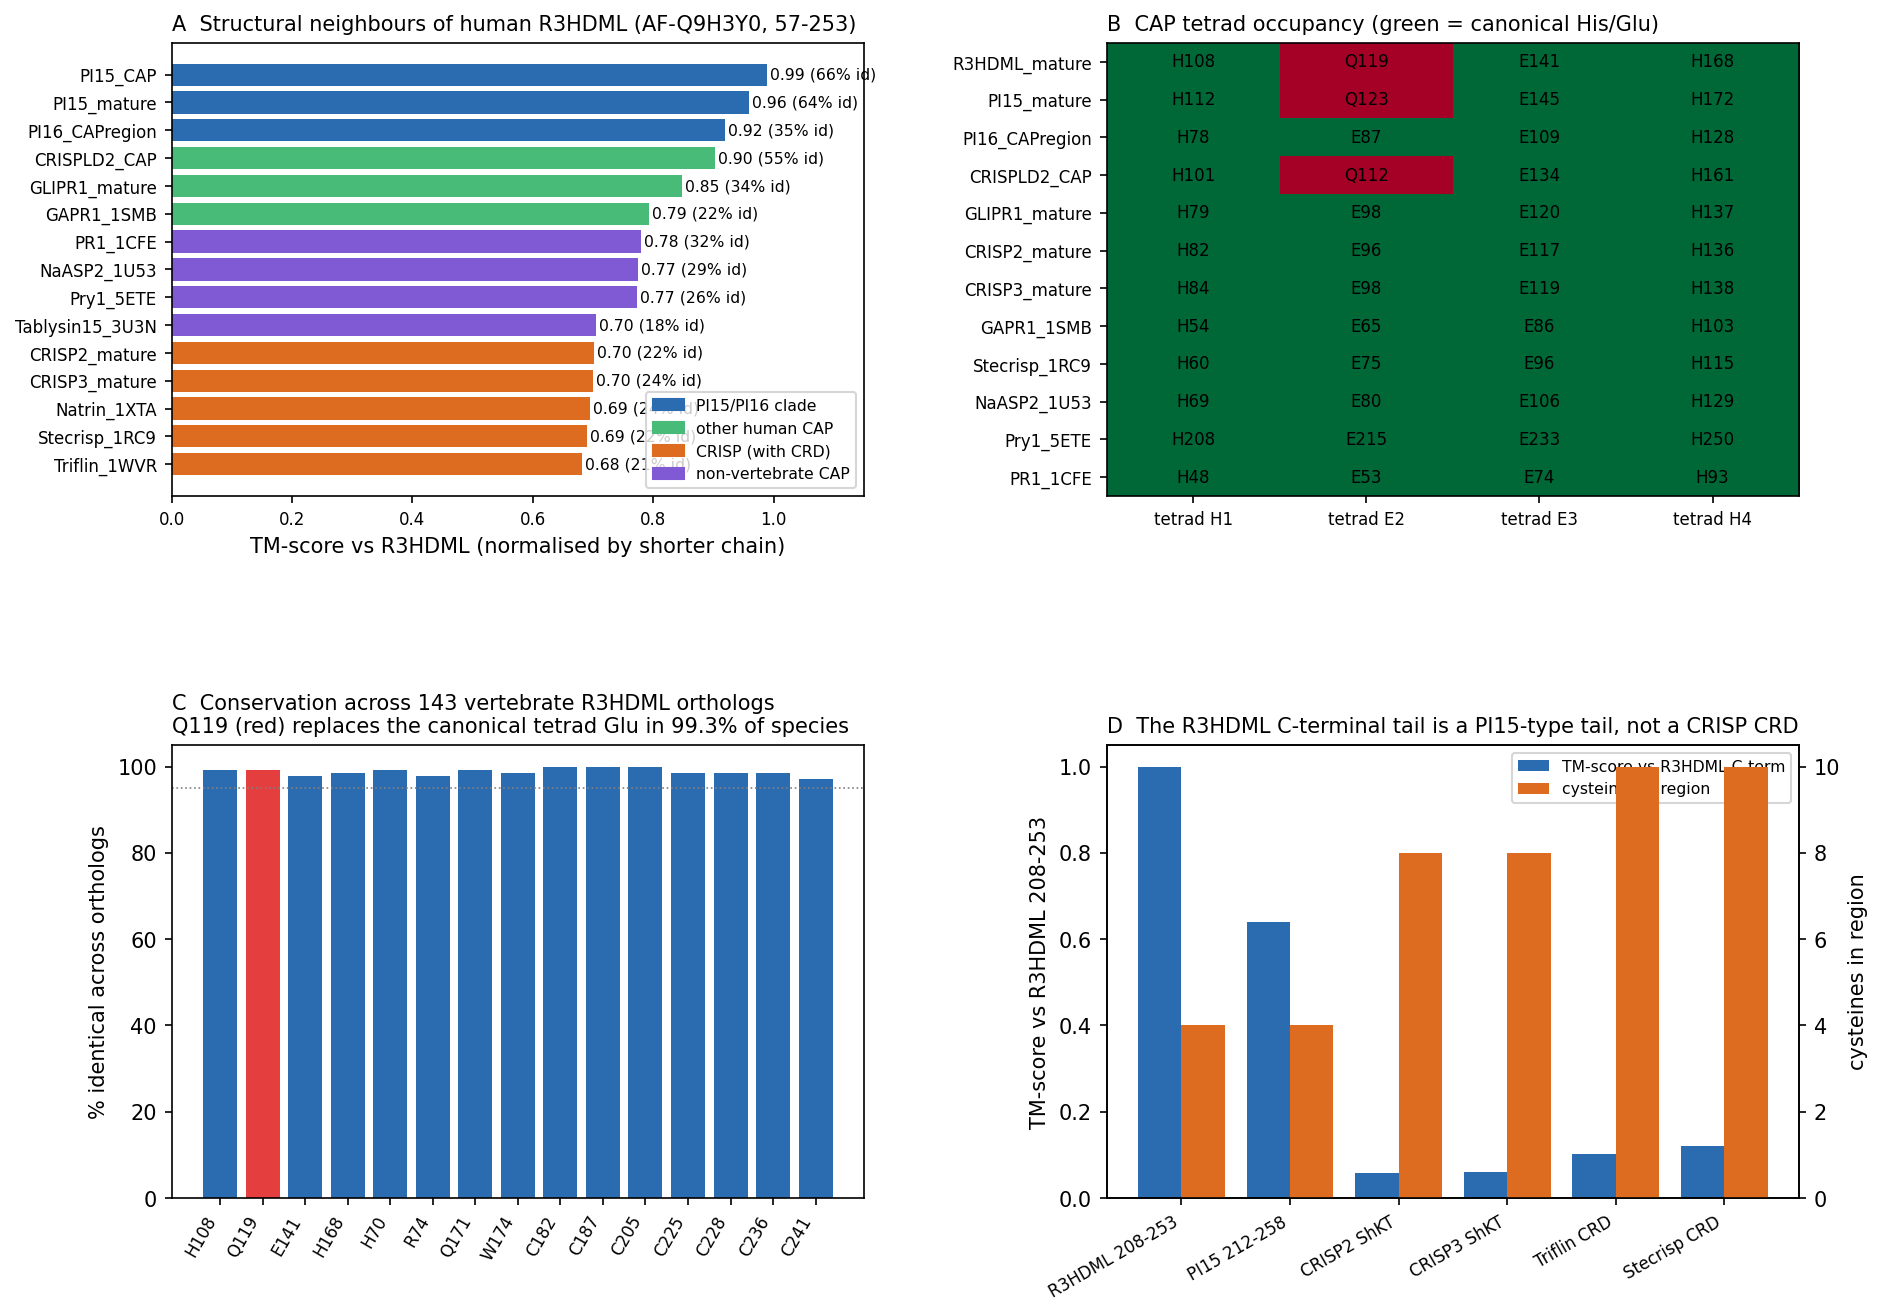 A  Structural neighbours of human R3HDML (AF-Q9H3Y0, 57-253)
PI15_CAP
0.99 (66% id)
PI15_mature
0.96 (64% id)
PI16_CAPregion
0.92 (35% id)
CRISPLD2_CAP
0.90 (55% id)
GLIPR1_mature
0.85 (34% id)
GAPR1_1SMB
0.79 (22% id)
PR1_1CFE
0.78 (32% id)
NaASP2_1U53
0.77 (29% id)
Pry1_5ETE
0.77 (26% id)
Tablysin15_3U3N
0.70 (18% id)
CRISP2_mature
0.70 (22% id)
CRISP3_mature
0.70 (24% id)
Natrin_1XTA
0.69
Stecrisp_1RC9
0.69 (22% id)
Triflin_1WVR
0.68 (21% id)
PI15/PI16 clade
other human CAP
CRISP (with CRD)
non-vertebrate CAP
0.0 0.2 0.4 0.6 0.8 1.0
TM-score vs R3HDML (normalised by shorter chain)
B  CAP tetrad occupancy (green = canonical His/Glu)
R3HDML_mature H108 Q119 E141 H168
PI15_mature H112 Q123 E145 H172
PI16_CAPregion H78 E87 E109 H128
CRISPLD2_CAP H101 Q112 E134 H161
GLIPR1_mature H79 E98 E120 H137
CRISP2_mature H82 E96 E117 H136
CRISP3_mature H84 E98 E119 H138
GAPR1_1SMB H54 E65 E86 H103
Stecrisp_1RC9 H60 E75 E96 H115
NaASP2_1U53 H69 E80 E106 H129
Pry1_5ETE H208 E215 E233 H250
PR1_1CFE H48 E53 E74 H93
tetrad H1 tetrad E2 tetrad E3 tetrad H4
C  Conservation across 143 vertebrate R3HDML orthologs
Q119 (red) replaces the canonical tetrad Glu in 99.3% of species
% identical across orthologs
100
80
60
40
20
0
H108 Q119 E141 H168 H70 R74 Q171 W174 C182 C187 C205 C225 C228 C236 C241
D  The R3HDML C-terminal tail is a PI15-type tail, not a CRISP CRD
TM-score vs R3HDML C-term
cysteines in region
TM-score vs R3HDML 208-253
1.0
0.8
0.6
0.4
0.2
0.0
10
8
6
4
2
0
cysteines in region
R3HDML 208-253 PI15 212-258 CRISP2 ShKT CRISP3 ShKT Triflin CRD Stecrisp CRD